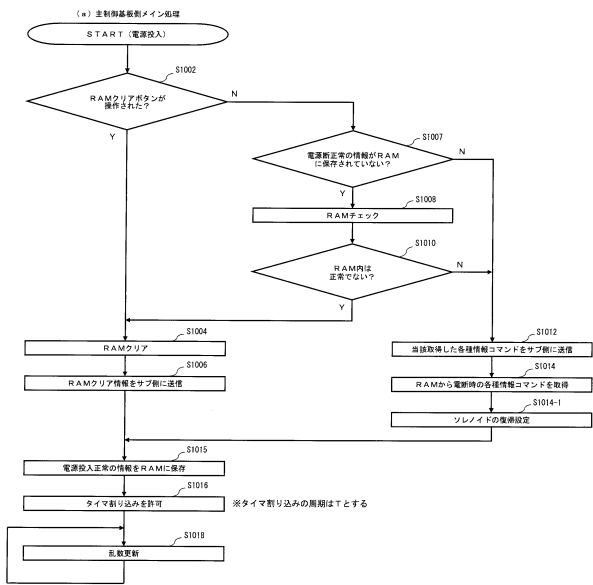 （a）主制御基板側メイン処理
ＳＴＡＲＴ（電源投入）
S1002
ＲＡＭクリアボタンが
操作された？
N
Y
S1007
電源断正常の情報がＲＡＭ
に保存されていない？
N
Y
S1008
ＲＡＭチェック
S1010
ＲＡＭ内は
正常でない？
N
Y
S1004
ＲＡＭクリア
S1012
当該取得した各種情報コマンドをサブ側に送信
S1006
ＲＡＭクリア情報をサブ側に送信
S1014
ＲＡＭから電断時の各種情報コマンドを取得
S1014-1
ソレノイドの復帰設定
S1015
電源投入正常の情報をＲＡＭに保存
S1016
タイマ割り込みを許可
※タイマ割り込みの周期はＴとする
S1018
乱数更新